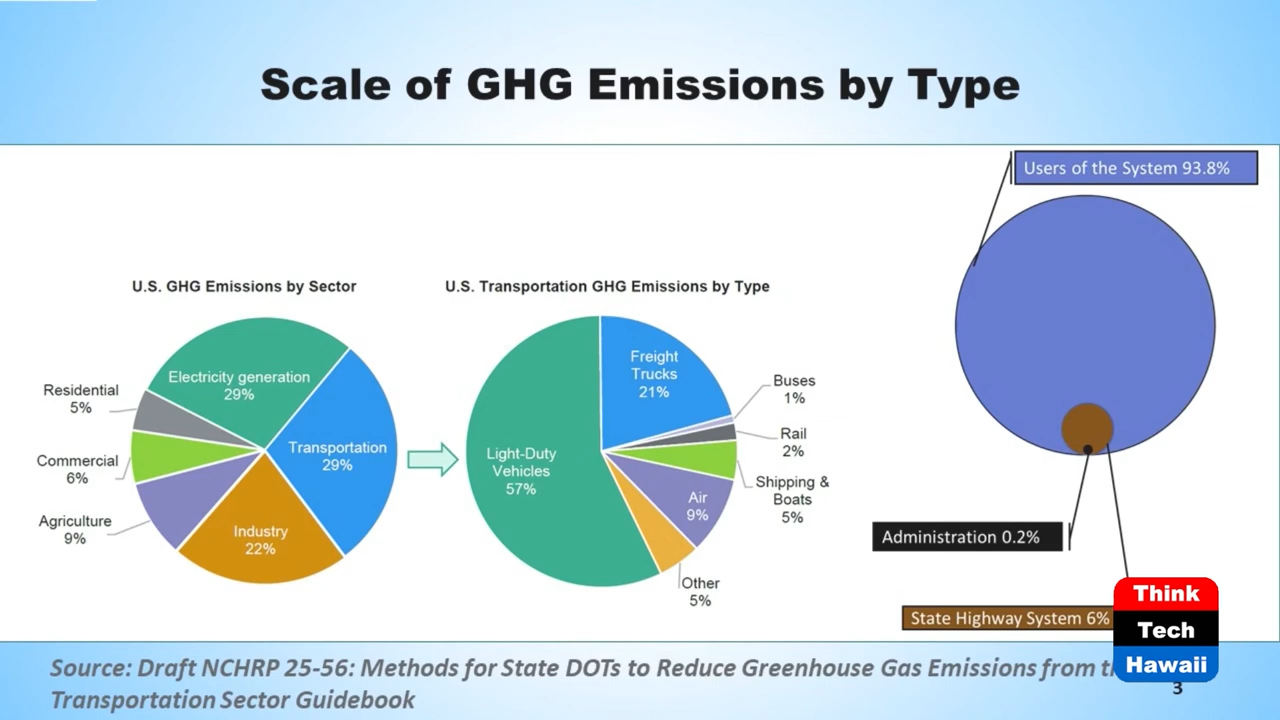 Scale of GHG Emissions by Type
U.S. GHG Emissions by Sector
Electricity generation
29%
Transportation
29%
Industry
22%
Agriculture
9%
Commercial
6%
Residential
5%
U.S. Transportation GHG Emissions by Type
Freight
Trucks
21%
Buses
1%
Rail
2%
Shipping &
Boats
5%
Air
9%
Other
5%
Light-Duty
Vehicles
57%
Users of the System 93.8%
Administration 0.2%
State Highway System 6%
Think
Tech
Hawaii
Source: Draft NCHRP 25-56: Methods for State DOTs to Reduce Greenhouse Gas Emissions from
Transportation Sector Guidebook
3